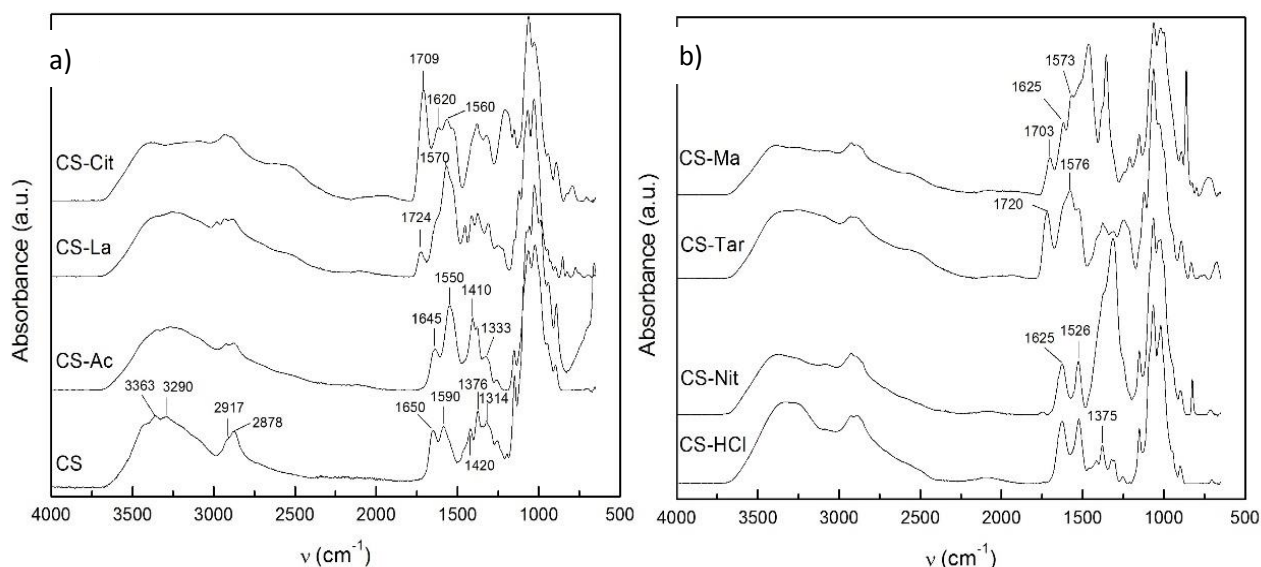 a)
1709
1620
1560
CS-Cit
1570
1724
CS-La
1550
1410
1645
1333
CS-Ac
3363
3290
2917
2878
1650
1590
1376
1314
1420
CS
Absorbance (a.u.)
4000 3500 3000 2500 2000 1500 1000 500
ν (cm⁻¹)
b)
1573
1625
1703
CS-Ma
1576
1720
CS-Tar
1625
1526
CS-Nit
1375
CS-HCl
Absorbance (a.u.)
4000 3500 3000 2500 2000 1500 1000 500
ν (cm⁻¹)